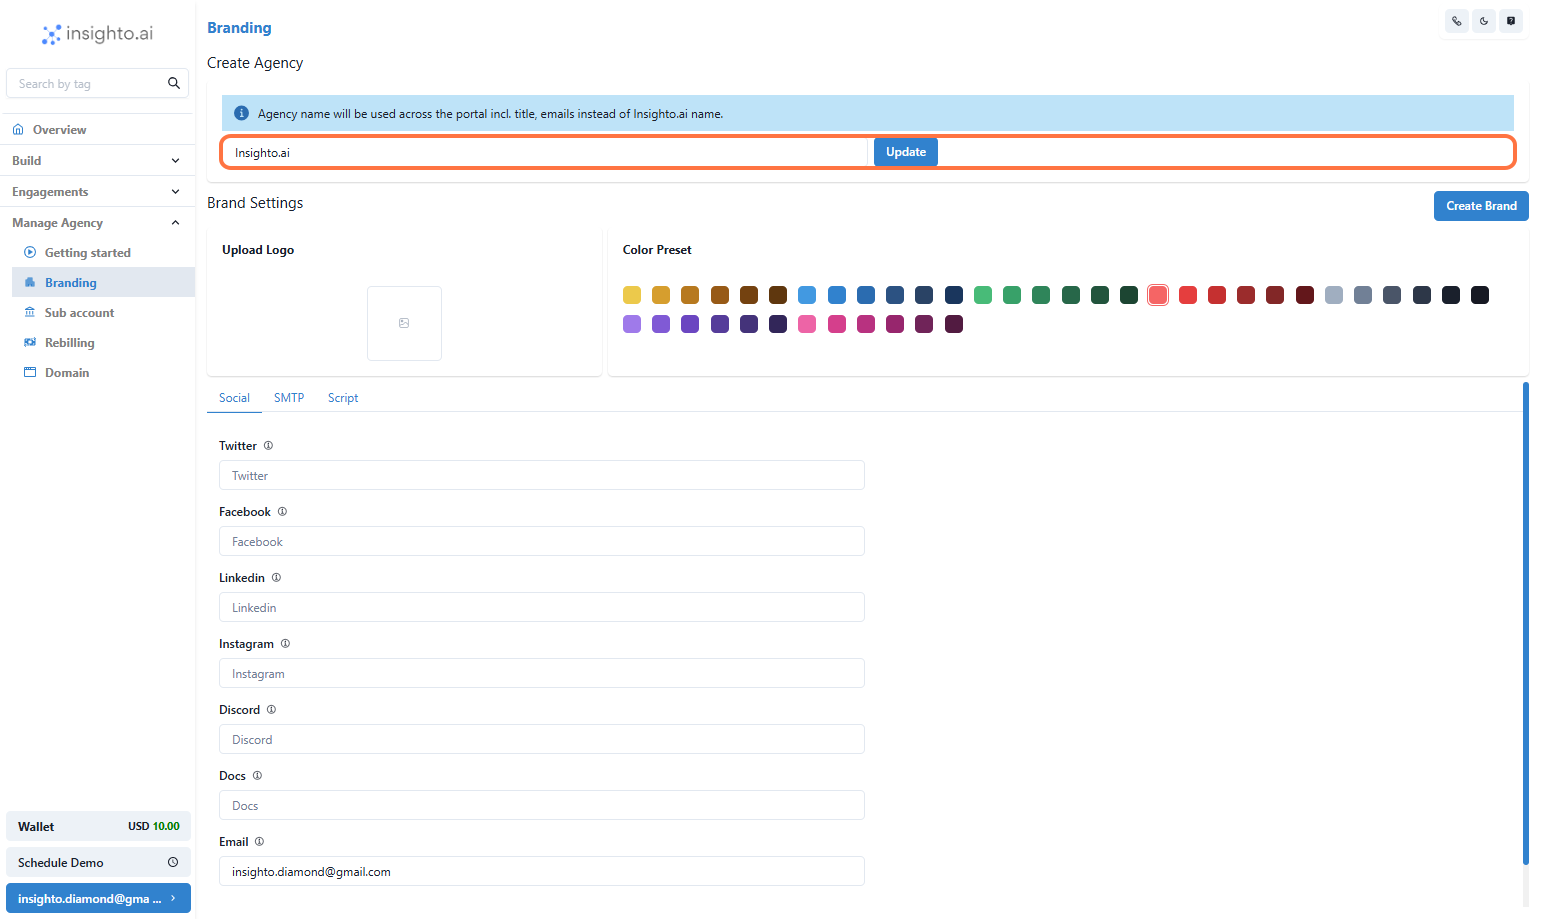 insighto.ai
Search by tag
Overview
Build
Engagements
Manage Agency
Getting started
Branding
Sub account
Rebilling
Domain
Wallet USD 10.00
Schedule Demo
insighto.diamond@gma ...
Branding
Create Agency
Agency name will be used across the portal incl. title, emails instead of Insighto.ai name.
Insighto.ai Update
Brand Settings Create Brand
Upload Logo
Color Preset
Social SMTP Script
Twitter
Twitter
Facebook
Facebook
Linkedin
Linkedin
Instagram
Instagram
Discord
Discord
Docs
Docs
Email
insighto.diamond@gmail.com